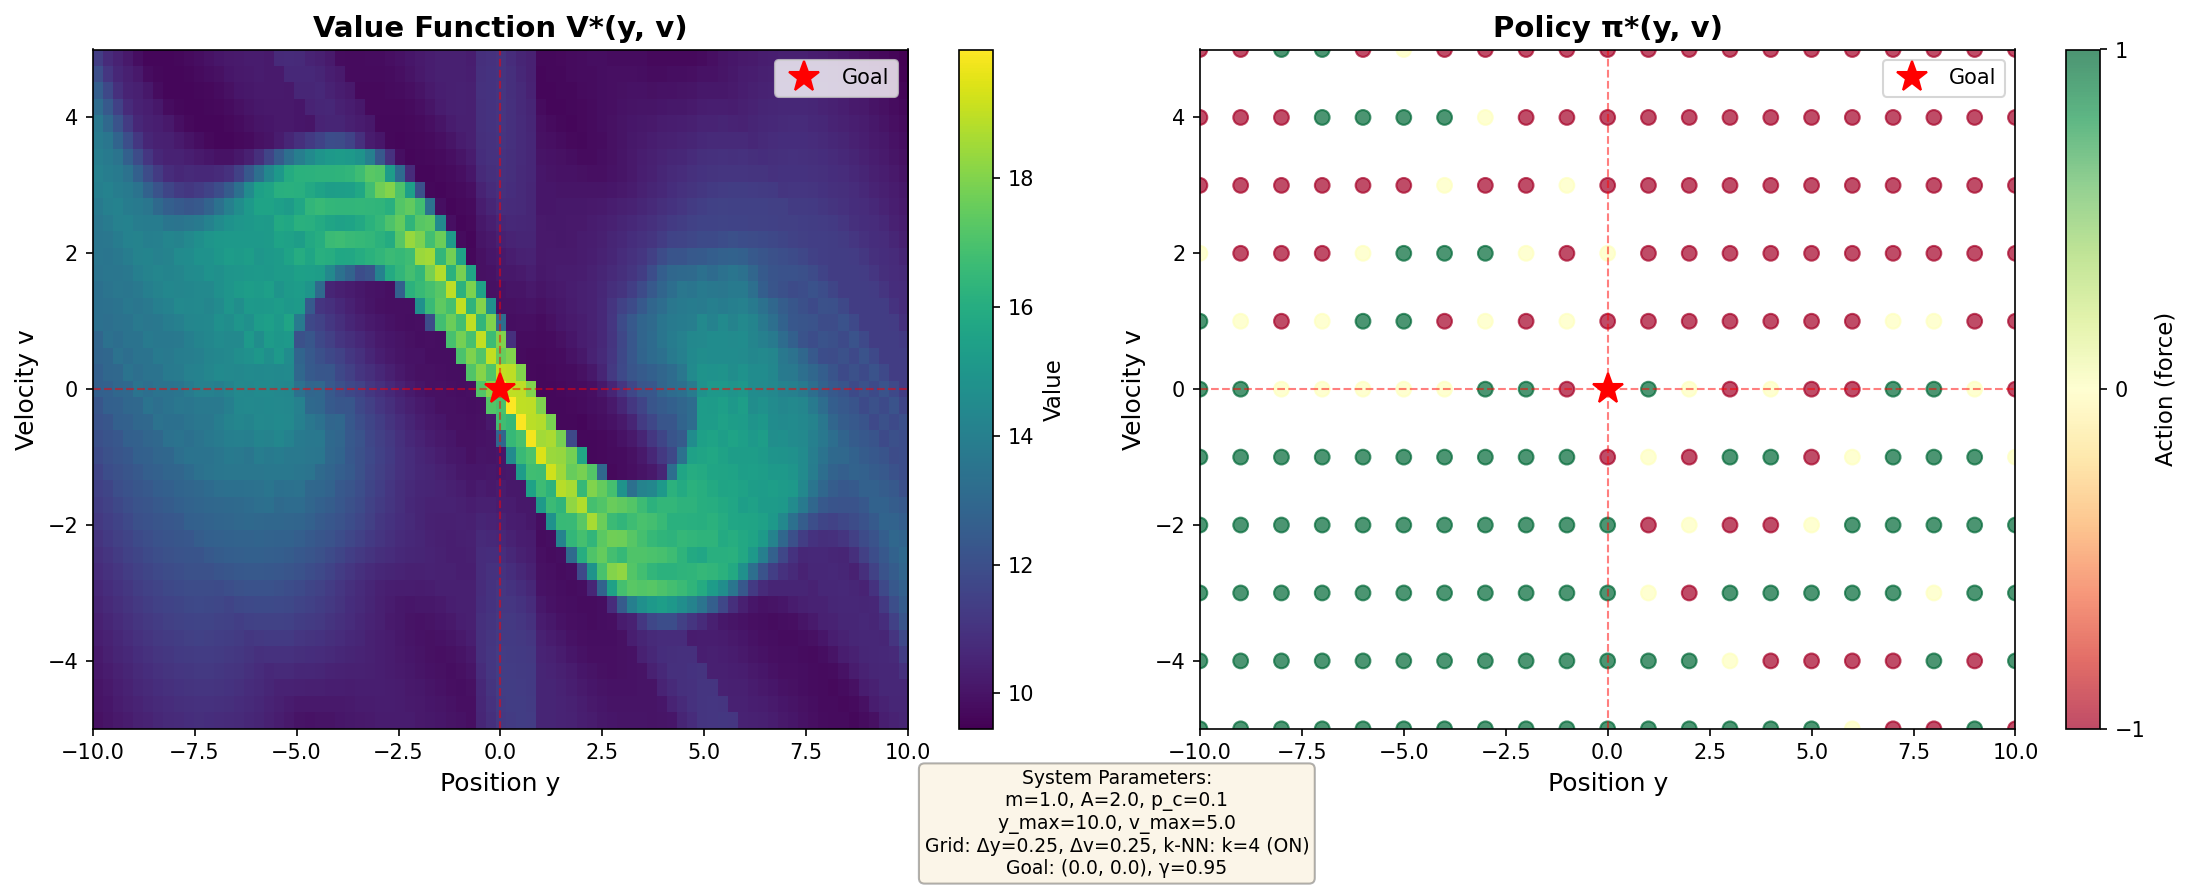 Value Function V*(y, v)
Goal
4
2
0
−2
−4
Velocity v
−10.0 −7.5 −5.0 −2.5 0.0 2.5 5.0 7.5 10.0
Position y
18
16
14
12
10
Value
Policy π*(y, v)
Goal
4
2
0
−2
−4
Velocity v
−10.0 −7.5 −5.0 −2.5 0.0 2.5 5.0 7.5 10.0
Position y
1
0
−1
Action (force)
System Parameters:
m=1.0, A=2.0, p_c=0.1
y_max=10.0, v_max=5.0
Grid: Δy=0.25, Δv=0.25, k-NN: k=4 (ON)
Goal: (0.0, 0.0), γ=0.95